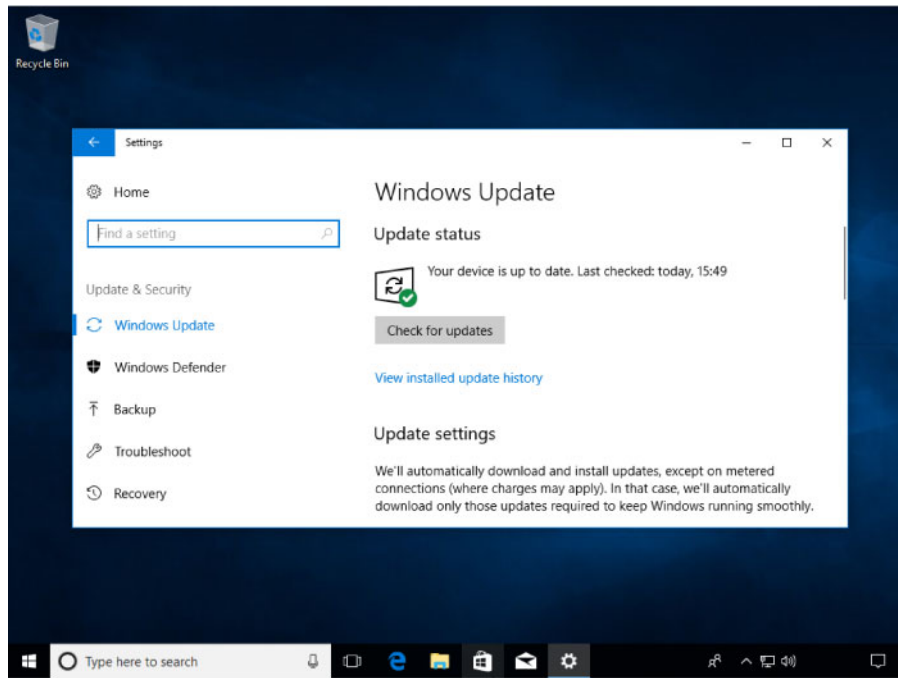 Recycle Bin
Settings
Home
Find a setting
Update & Security
Windows Update
Windows Defender
Backup
Troubleshoot
Recovery
Windows Update
Update status
Your device is up to date. Last checked: today, 15:49
Check for updates
View installed update history
Update settings
We'll automatically download and install updates, except on metered
connections (where charges may apply). In that case, we'll automatically
download only those updates required to keep Windows running smoothly.
Type here to search